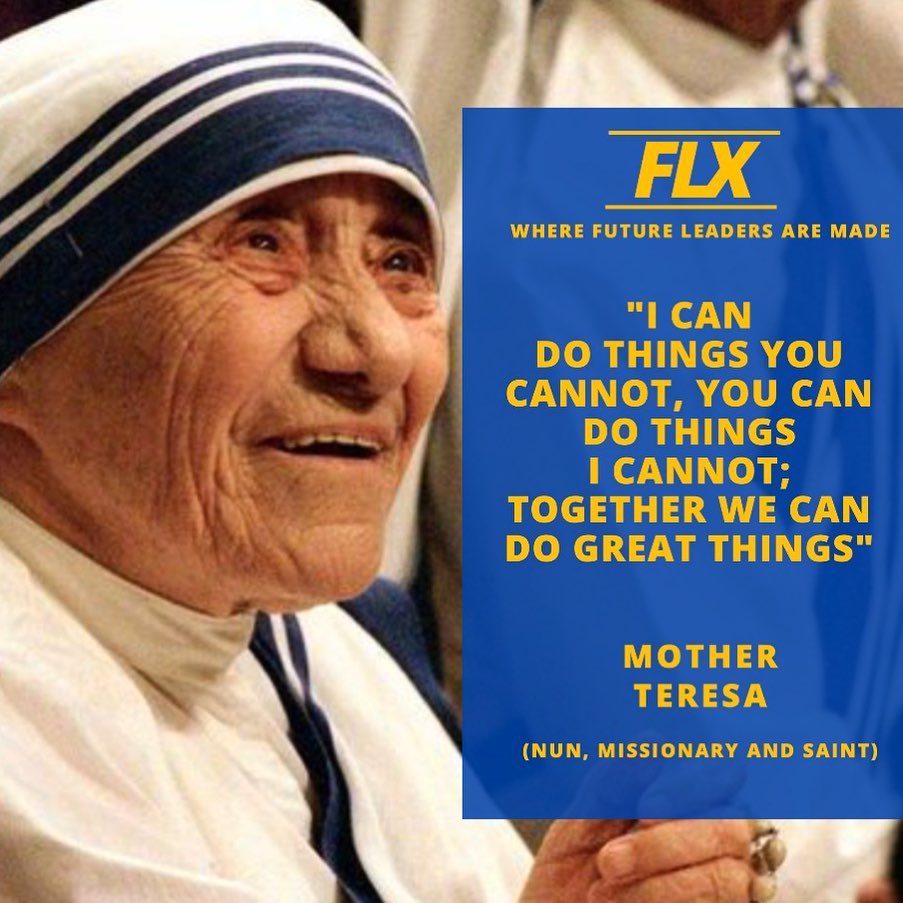 FLX
WHERE FUTURE LEADERS ARE MADE
"I CAN
DO THINGS YOU
CANNOT, YOU CAN
DO THINGS
I CANNOT;
TOGETHER WE CAN
DO GREAT THINGS"
MOTHER
TERESA
(NUN, MISSIONARY AND SAINT)